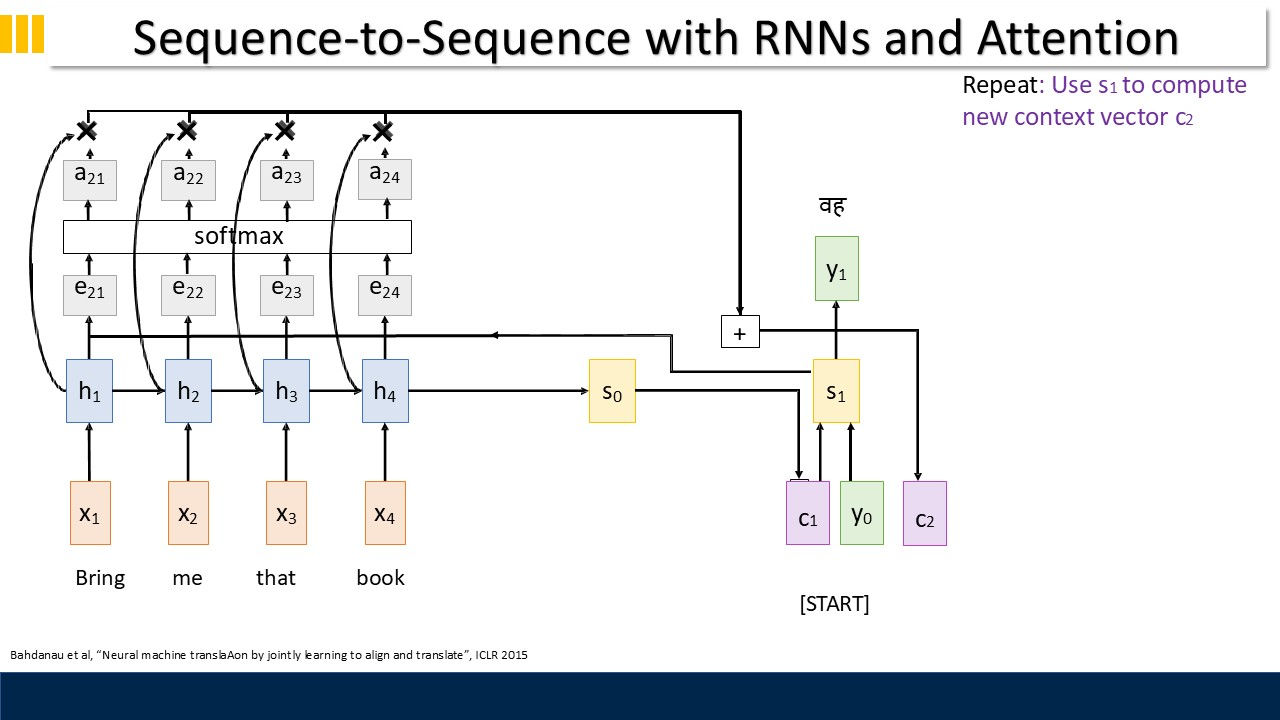 Sequence-to-Sequence with RNNs and Attention
Repeat: Use s1 to compute
new context vector c2
a21 a22 a23 a24
वह
softmax
y1
e21 e22 e23 e24
+
h1 h2 h3 h4 s0 s1
x1 x2 x3 x4 c1 y0 c2
Bring me that book
[START]
Bahdanau et al, “Neural machine translaAon by jointly learning to align and translate”, ICLR 2015